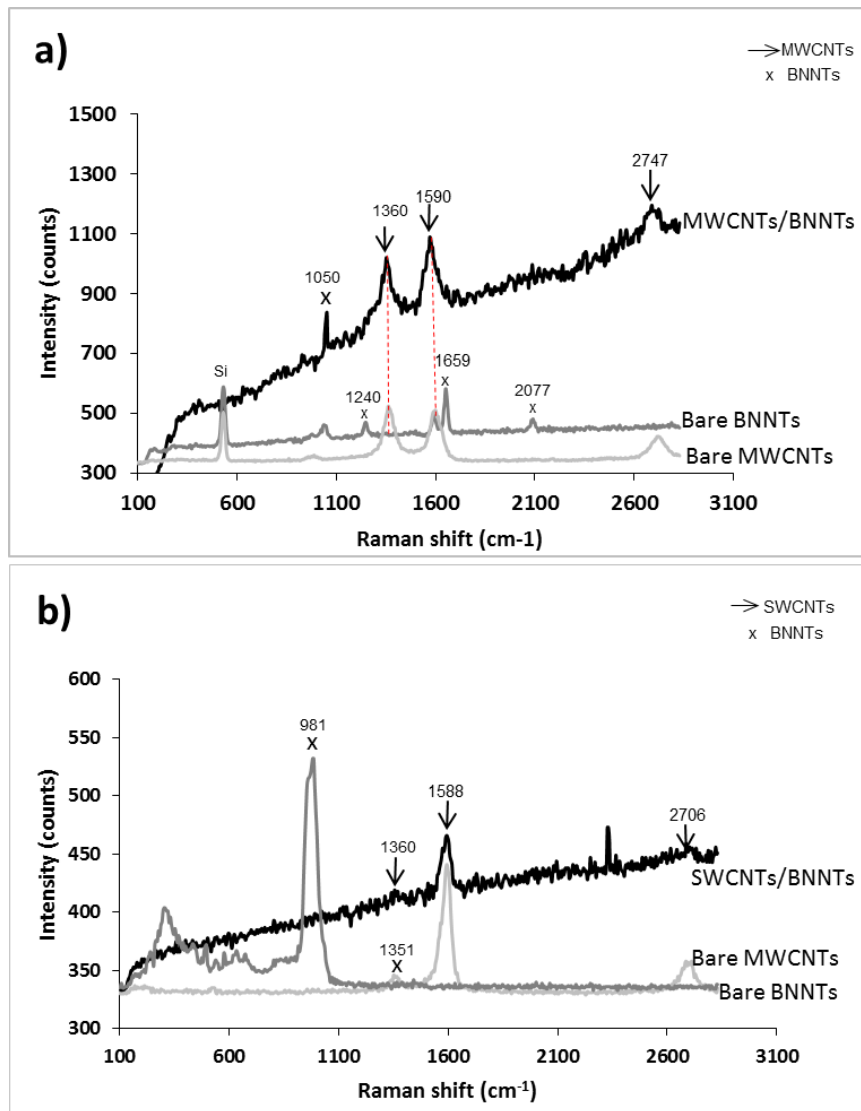 a)
→ MWCNTs
x BNNTs
1500
1300
1100
900
700
500
300
Intensity (counts)
2747
1590
1360
MWCNTs/BNNTs
1050
x
Si
1659
x
1240
x
2077
x
Bare BNNTs
Bare MWCNTs
100 600 1100 1600 2100 2600 3100
Raman shift (cm-1)
b)
→ SWCNTs
x BNNTs
600
550
500
450
400
350
300
Intensity (counts)
981
x
1588
1360
2706
SWCNTs/BNNTs
1351
x
Bare MWCNTs
Bare BNNTs
100 600 1100 1600 2100 2600 3100
Raman shift (cm⁻¹)